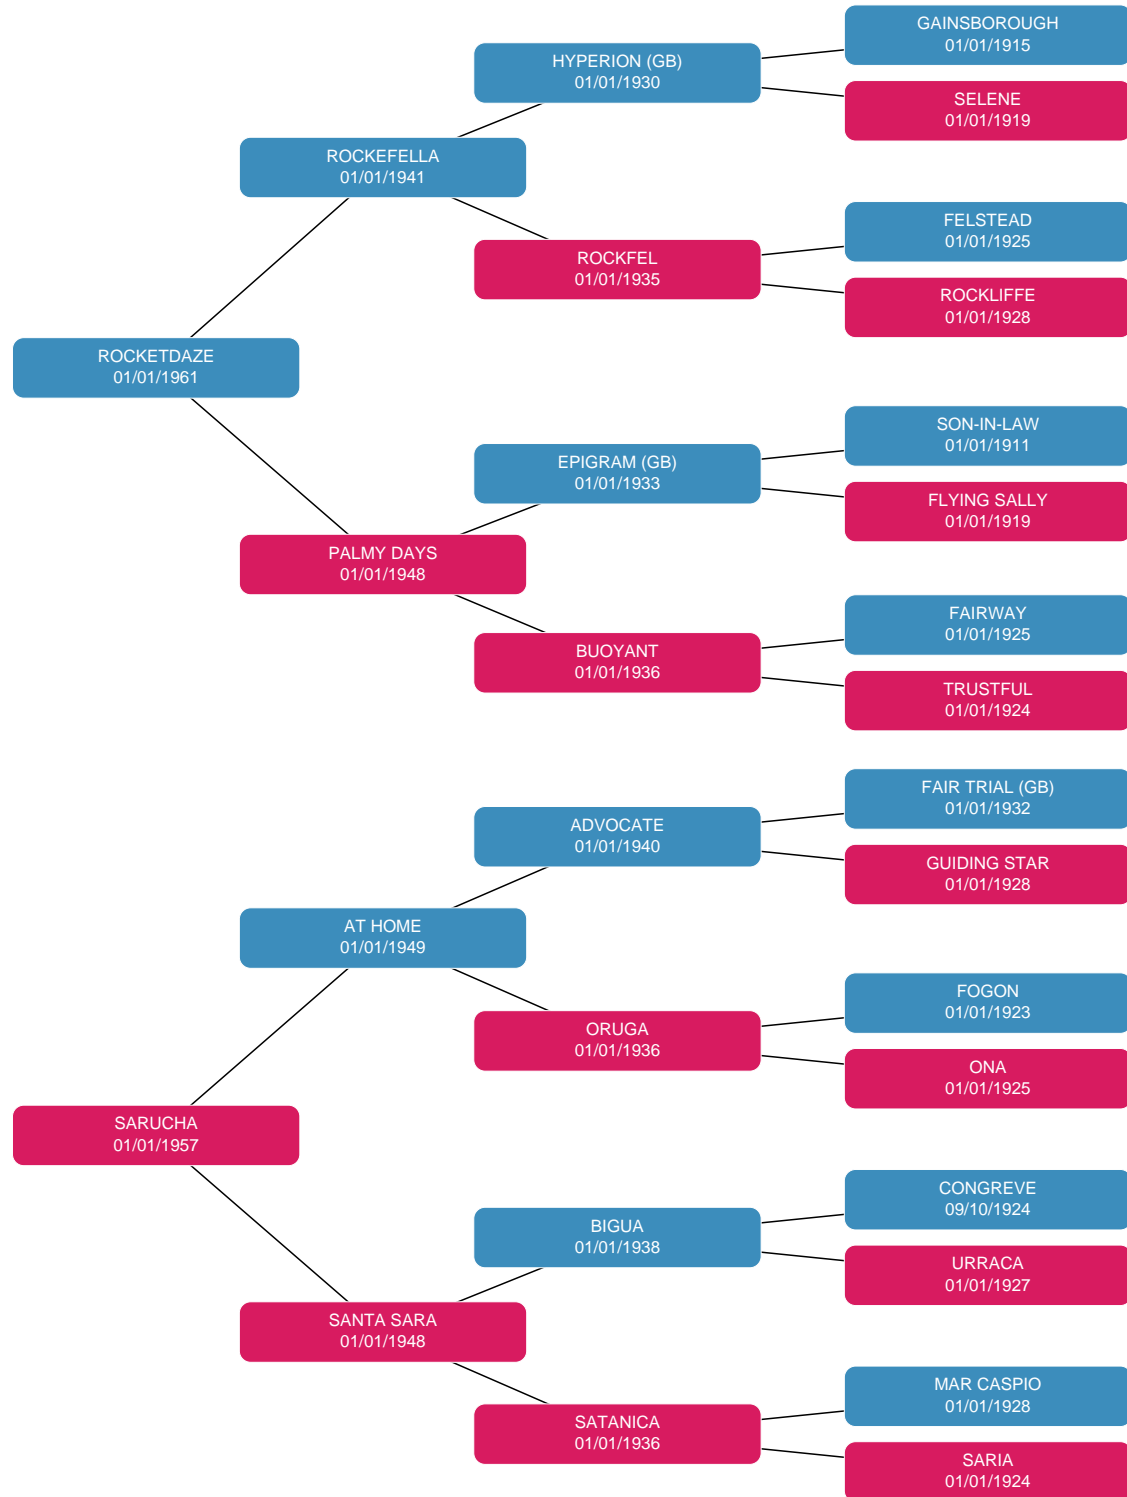 GAINSBOROUGH
01/01/1915
HYPERION (GB)
01/01/1930
SELENE
01/01/1919
ROCKEFELLA
01/01/1941
FELSTEAD
01/01/1925
ROCKFEL
01/01/1935
ROCKLIFFE
01/01/1928
ROCKETDAZE
01/01/1961
SON-IN-LAW
01/01/1911
EPIGRAM (GB)
01/01/1933
FLYING SALLY
01/01/1919
PALMY DAYS
01/01/1948
FAIRWAY
01/01/1925
BUOYANT
01/01/1936
TRUSTFUL
01/01/1924
FAIR TRIAL (GB)
01/01/1932
ADVOCATE
01/01/1940
GUIDING STAR
01/01/1928
AT HOME
01/01/1949
FOGON
01/01/1923
ORUGA
01/01/1936
ONA
01/01/1925
SARUCHA
01/01/1957
CONGREVE
09/10/1924
BIGUA
01/01/1938
URRACA
01/01/1927
SANTA SARA
01/01/1948
MAR CASPIO
01/01/1928
SATANICA
01/01/1936
SARIA
01/01/1924